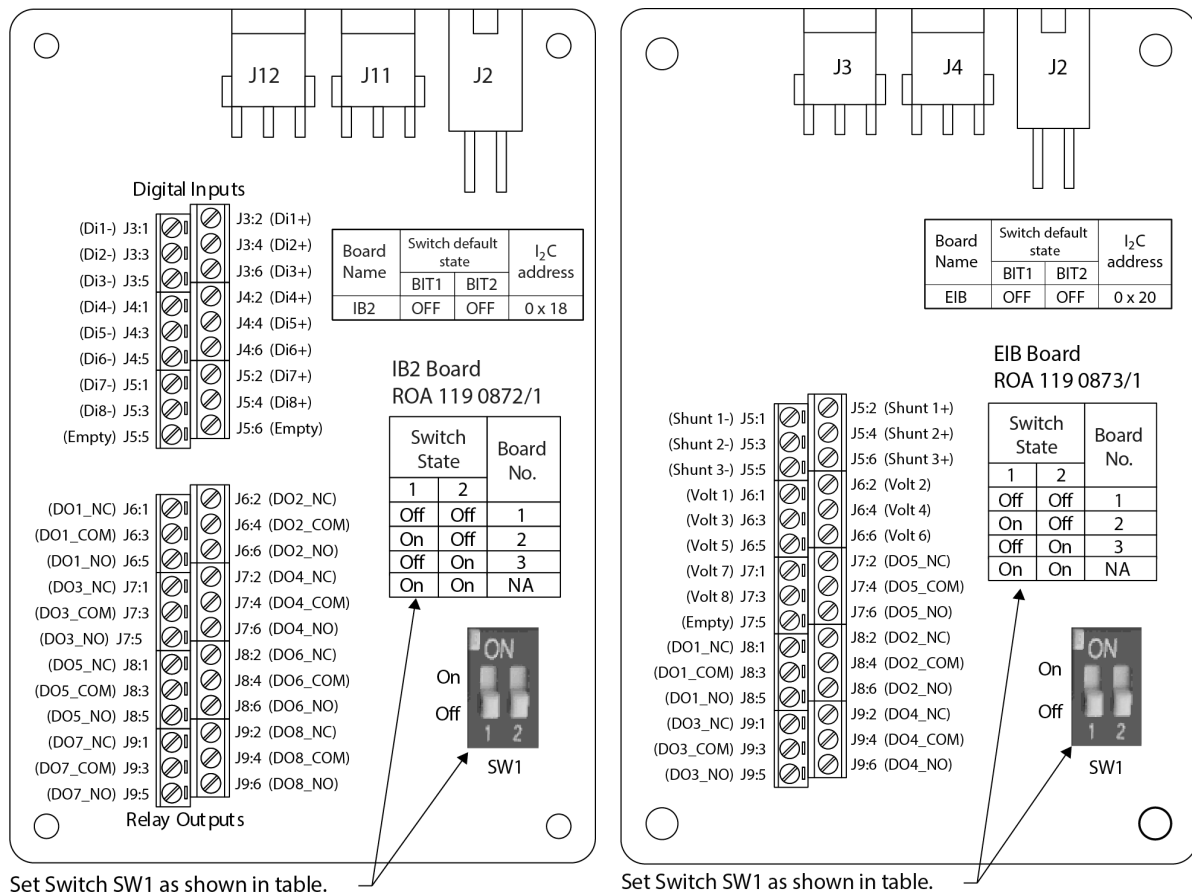 J12 J11 J2
Digital Inputs
(Di1-) J3:1 J3:2 (Di1+)
(Di2-) J3:3 J3:4 (Di2+)
(Di3-) J3:5 J3:6 (Di3+)
(Di4-) J4:1 J4:2 (Di4+)
(Di5-) J4:3 J4:4 (Di5+)
(Di6-) J4:5 J4:6 (Di6+)
(Di7-) J5:1 J5:2 (Di7+)
(Di8-) J5:3 J5:4 (Di8+)
(Empty) J5:5 J5:6 (Empty)
Board Name Switch default state I2C address
BIT1 BIT2
IB2 OFF OFF 0 x 18
IB2 Board
ROA 119 0872/1
Switch State Board No.
1 2
Off Off 1
On Off 2
Off On 3
On On NA
(DO1_NC) J6:1 J6:2 (DO2_NC)
(DO1_COM) J6:3 J6:4 (DO2_COM)
(DO1_NO) J6:5 J6:6 (DO2_NO)
(DO3_NC) J7:1 J7:2 (DO4_NC)
(DO3_COM) J7:3 J7:4 (DO4_COM)
(DO3_NO) J7:5 J7:6 (DO4_NO)
(DO5_NC) J8:1 J8:2 (DO6_NC)
(DO5_COM) J8:3 J8:4 (DO6_COM)
(DO5_NO) J8:5 J8:6 (DO6_NO)
(DO7_NC) J9:1 J9:2 (DO8_NC)
(DO7_COM) J9:3 J9:4 (DO8_COM)
(DO7_NO) J9:5 J9:6 (DO8_NO)
Relay Outputs
ON
On
Off
1 2
SW1
Set Switch SW1 as shown in table.
J3 J4 J2
Board Name Switch default state I2C address
BIT1 BIT2
EIB OFF OFF 0 x 20
EIB Board
ROA 119 0873/1
Switch State Board No.
1 2
Off Off 1
On Off 2
Off On 3
On On NA
(Shunt 1-) J5:1 J5:2 (Shunt 1+)
(Shunt 2-) J5:3 J5:4 (Shunt 2+)
(Shunt 3-) J5:5 J5:6 (Shunt 3+)
(Volt 1) J6:1 J6:2 (Volt 2)
(Volt 3) J6:3 J6:4 (Volt 4)
(Volt 5) J6:5 J6:6 (Volt 6)
(Volt 7) J7:1 J7:2 (DO5_NC)
(Volt 8) J7:3 J7:4 (DO5_COM)
(Empty) J7:5 J7:6 (DO5_NO)
(DO1_NC) J8:1 J8:2 (DO2_NC)
(DO1_COM) J8:3 J8:4 (DO2_COM)
(DO1_NO) J8:5 J8:6 (DO2_NO)
(DO3_NC) J9:1 J9:2 (DO4_NC)
(DO3_COM) J9:3 J9:4 (DO4_COM)
(DO3_NO) J9:5 J9:6 (DO4_NO)
ON
On
Off
1 2
SW1
Set Switch SW1 as shown in table.